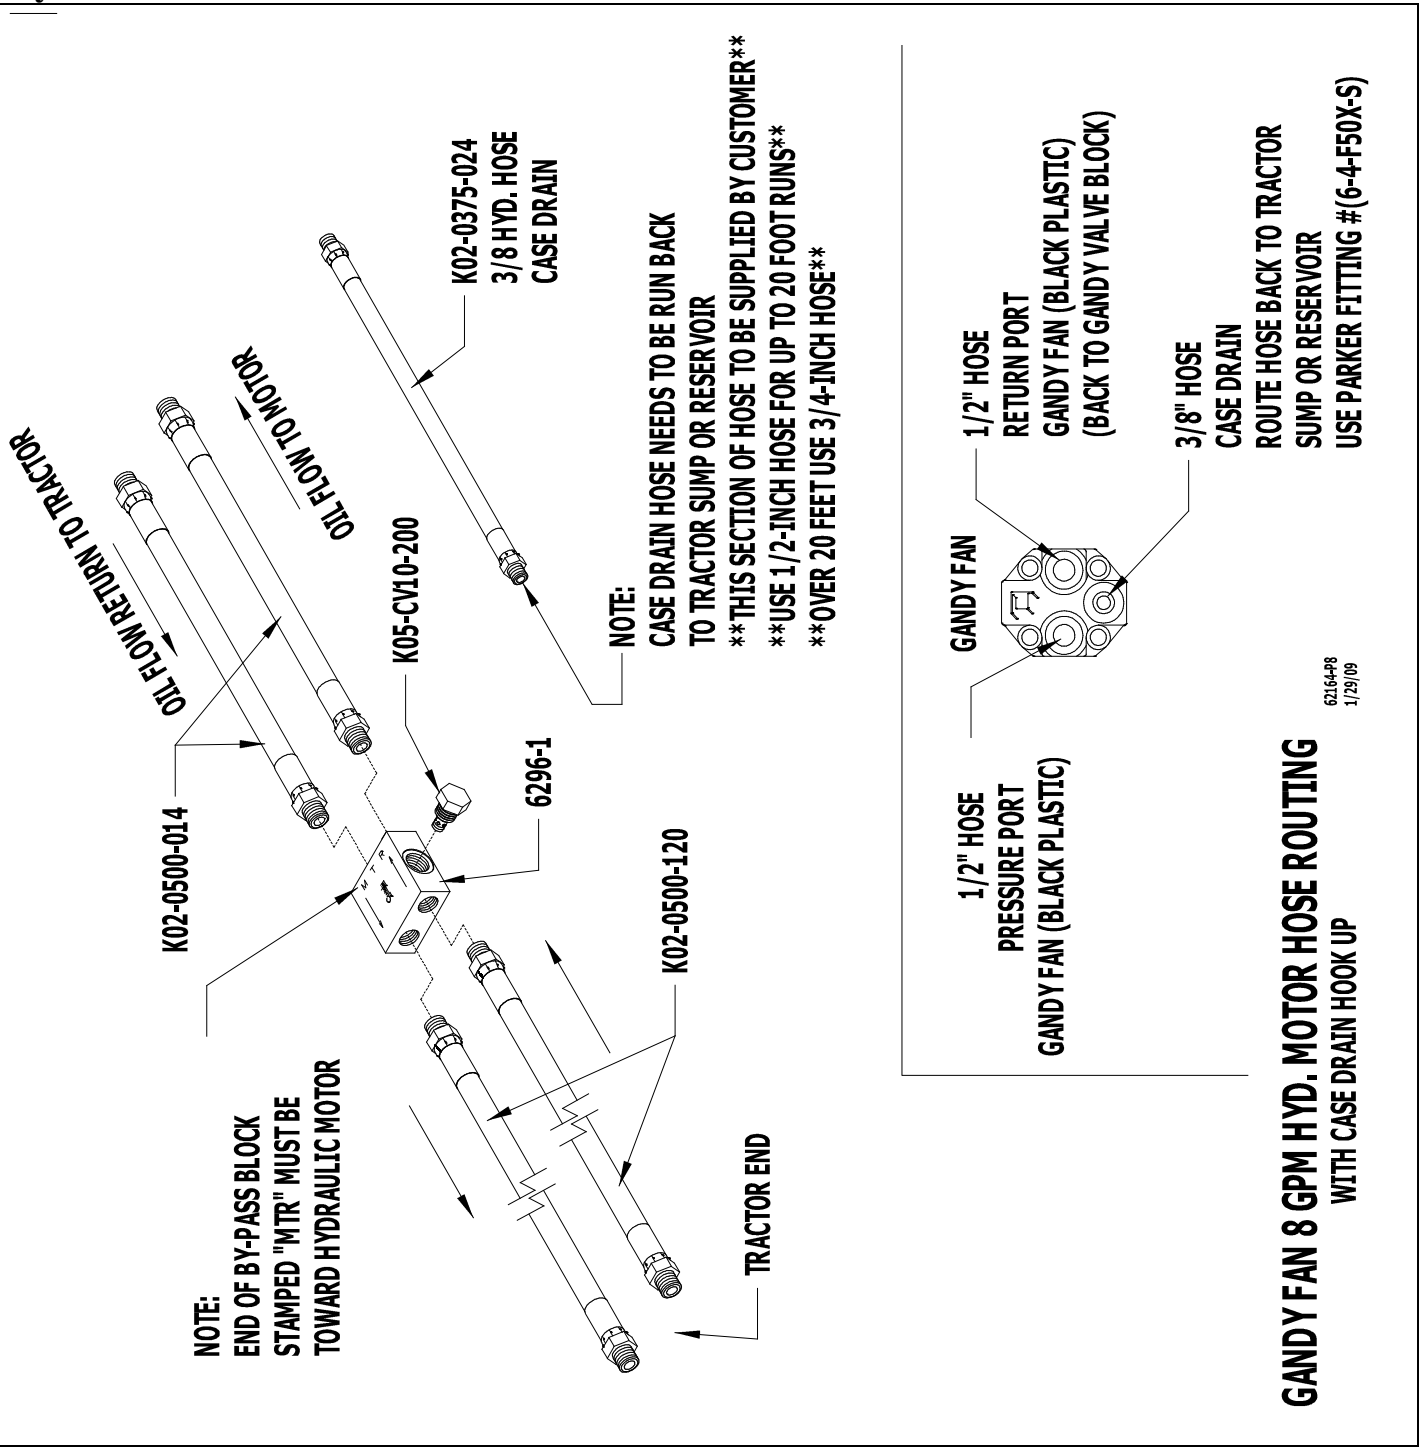 OIL FLOW RETURN TO TRACTOR
OIL FLOW TO MOTOR
K02-0500-014
K02-0375-024
3/8 HYD. HOSE
CASE DRAIN
K05-CV10-200
6296-1
K02-0500-120
M T R
NOTE:
END OF BY-PASS BLOCK
STAMPED "MTR" MUST BE
TOWARD HYDRAULIC MOTOR
NOTE:
CASE DRAIN HOSE NEEDS TO BE RUN BACK
TO TRACTOR SUMP OR RESERVOIR
**THIS SECTION OF HOSE TO BE SUPPLIED BY CUSTOMER**
**USE 1/2-INCH HOSE FOR UP TO 20 FOOT RUNS**
**OVER 20 FEET USE 3/4-INCH HOSE**
TRACTOR END
GANDY FAN
1/2" HOSE
PRESSURE PORT
GANDY FAN (BLACK PLASTIC)
1/2" HOSE
RETURN PORT
GANDY FAN (BLACK PLASTIC)
(BACK TO GANDY VALVE BLOCK)
3/8" HOSE
CASE DRAIN
ROUTE HOSE BACK TO TRACTOR
SUMP OR RESERVOIR
USE PARKER FITTING #(6-4-F50X-S)
GANDY FAN 8 GPM HYD. MOTOR HOSE ROUTING
WITH CASE DRAIN HOOK UP
62164-P8
1/29/09